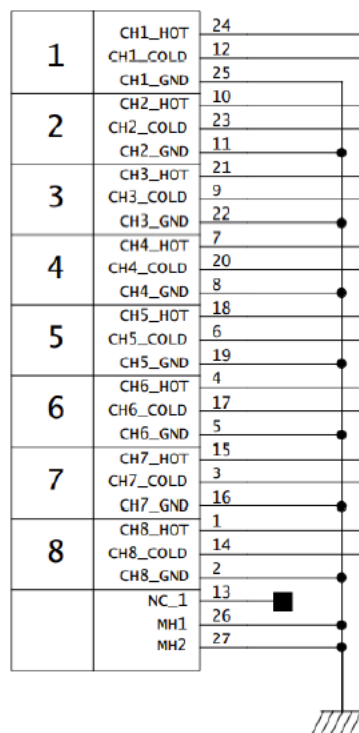 1
CH1_HOT 24
CH1_COLD 12
CH1_GND 25
2
CH2_HOT 10
CH2_COLD 23
CH2_GND 11
3
CH3_HOT 21
CH3_COLD 9
CH3_GND 22
4
CH4_HOT 7
CH4_COLD 20
CH4_GND 8
5
CH5_HOT 18
CH5_COLD 6
CH5_GND 19
6
CH6_HOT 4
CH6_COLD 17
CH6_GND 5
7
CH7_HOT 15
CH7_COLD 3
CH7_GND 16
8
CH8_HOT 1
CH8_COLD 14
CH8_GND 2
NC_1 13
MH1 26
MH2 27